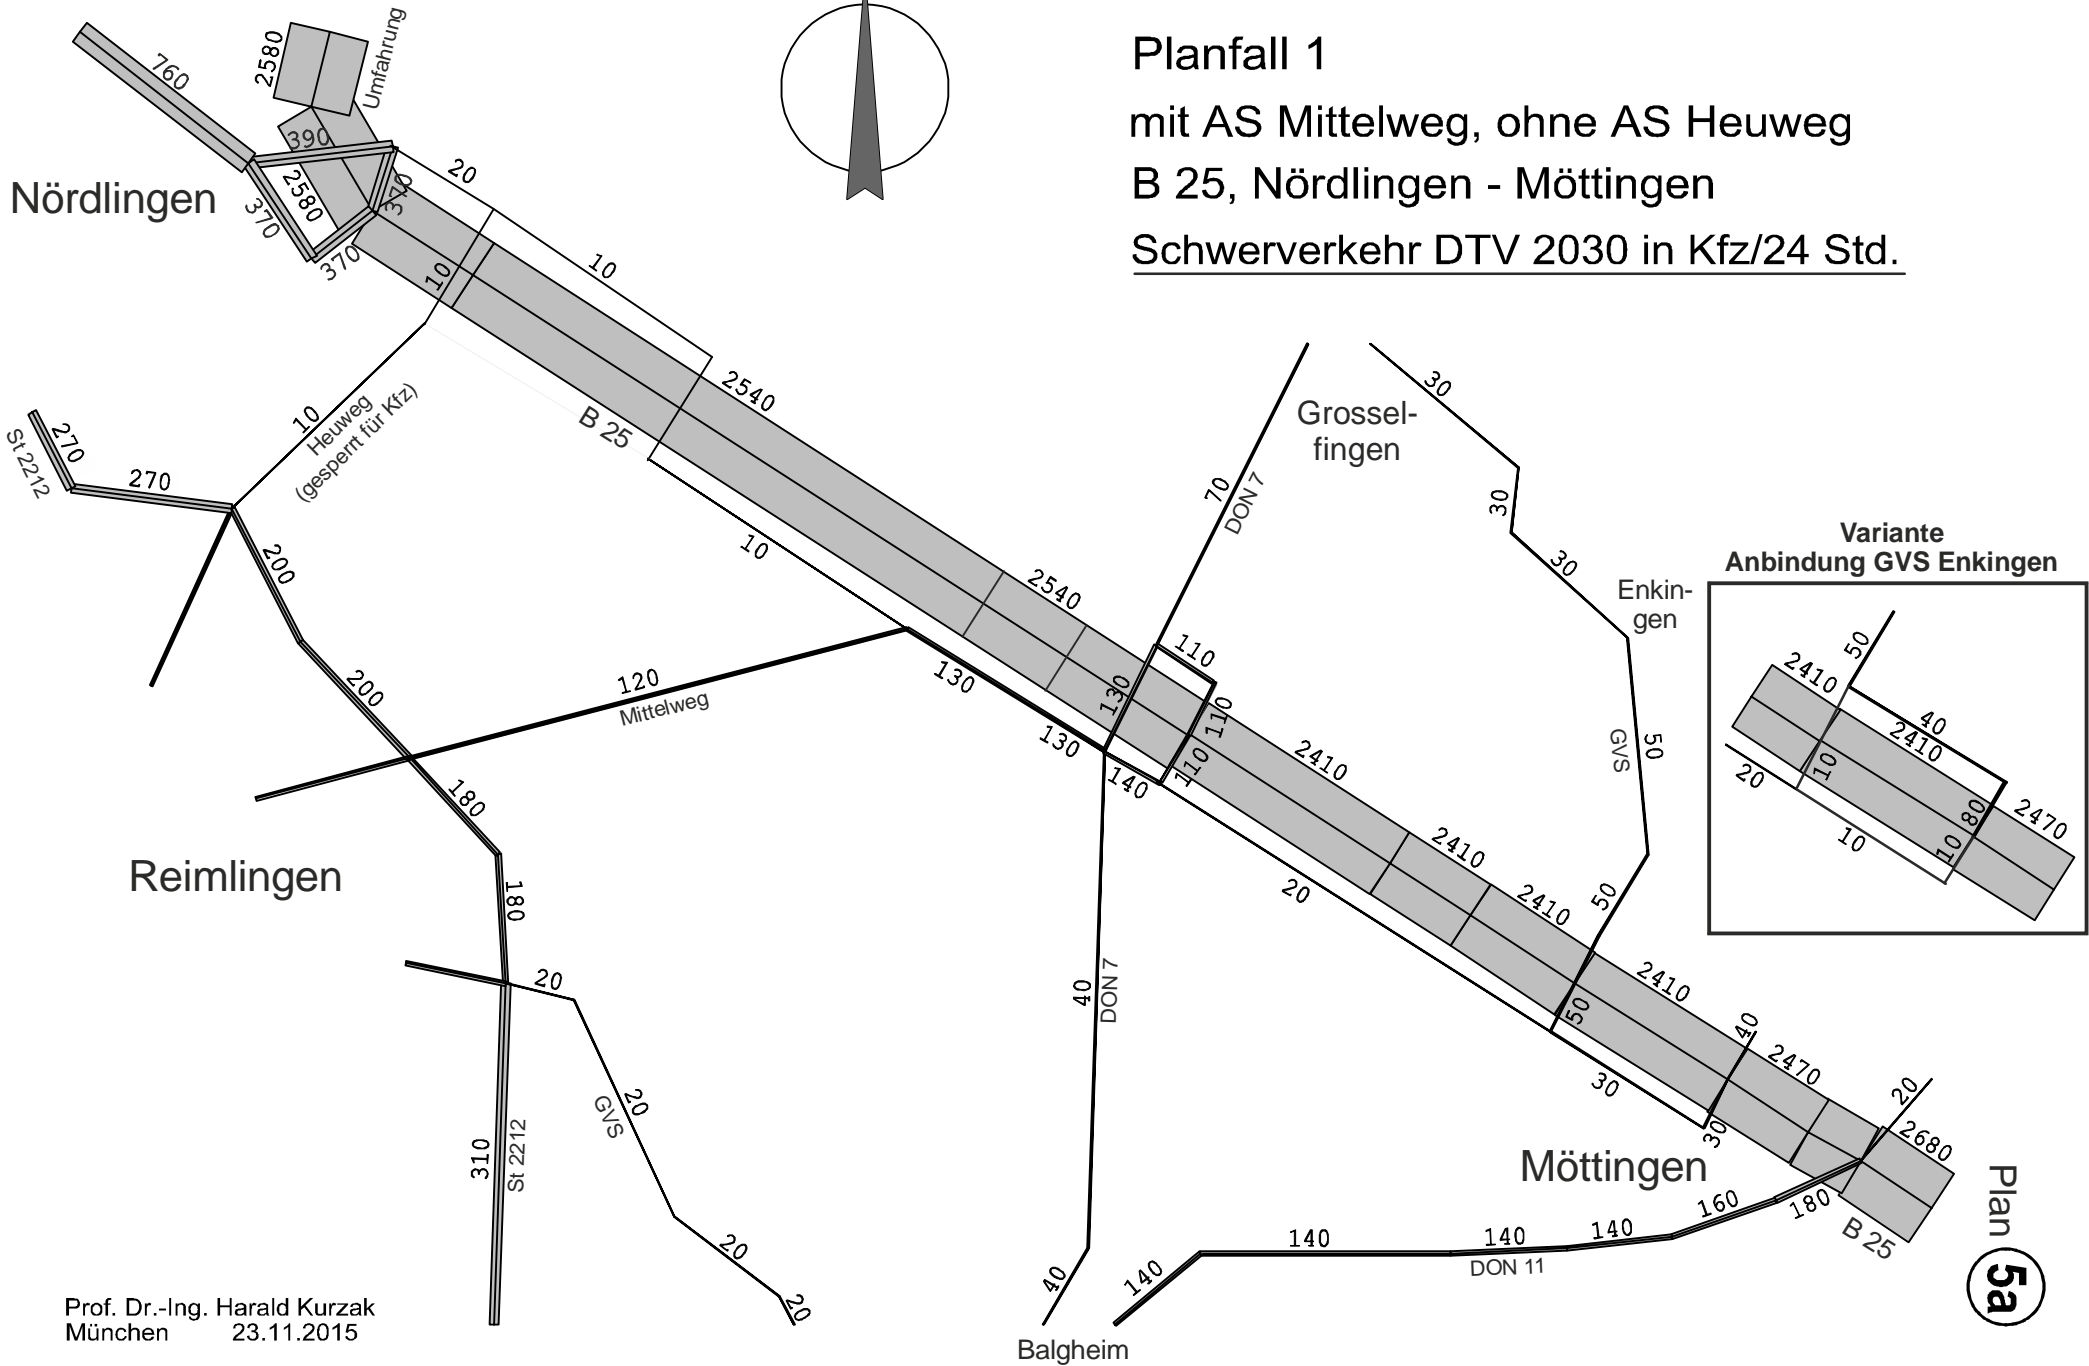 Planfall 1
mit AS Mittelweg, ohne AS Heuweg
B 25, Nördlingen - Möttingen
Schwerverkehr DTV 2030 in Kfz/24 Std.
760
2580
Umfahrung
390
2580
370
370
370
Nördlingen
20
10
10
2540
B 25
10
Heuweg
(gesperrt für Kfz)
270
St 2212
270
200
200
10
120
Mittelweg
130
2540
130
130
110
110
110
140
70
DON 7
Grossel-
fingen
30
30
30
Enkin-
gen
50
GVS
50
Variante
Anbindung GVS Enkingen
50
2410
40
2410
10
20
10
80
10
2470
2410
2410
2410
20
2410
50
40
2470
30
30
20
2680
B 25
Reimlingen
180
180
20
20
GVS
310
St 2212
20
20
40
DON 7
40
Balgheim
Möttingen
140
140
140
140
DON 11
160
180
Plan
5a
Prof. Dr.-Ing. Harald Kurzak
München 23.11.2015